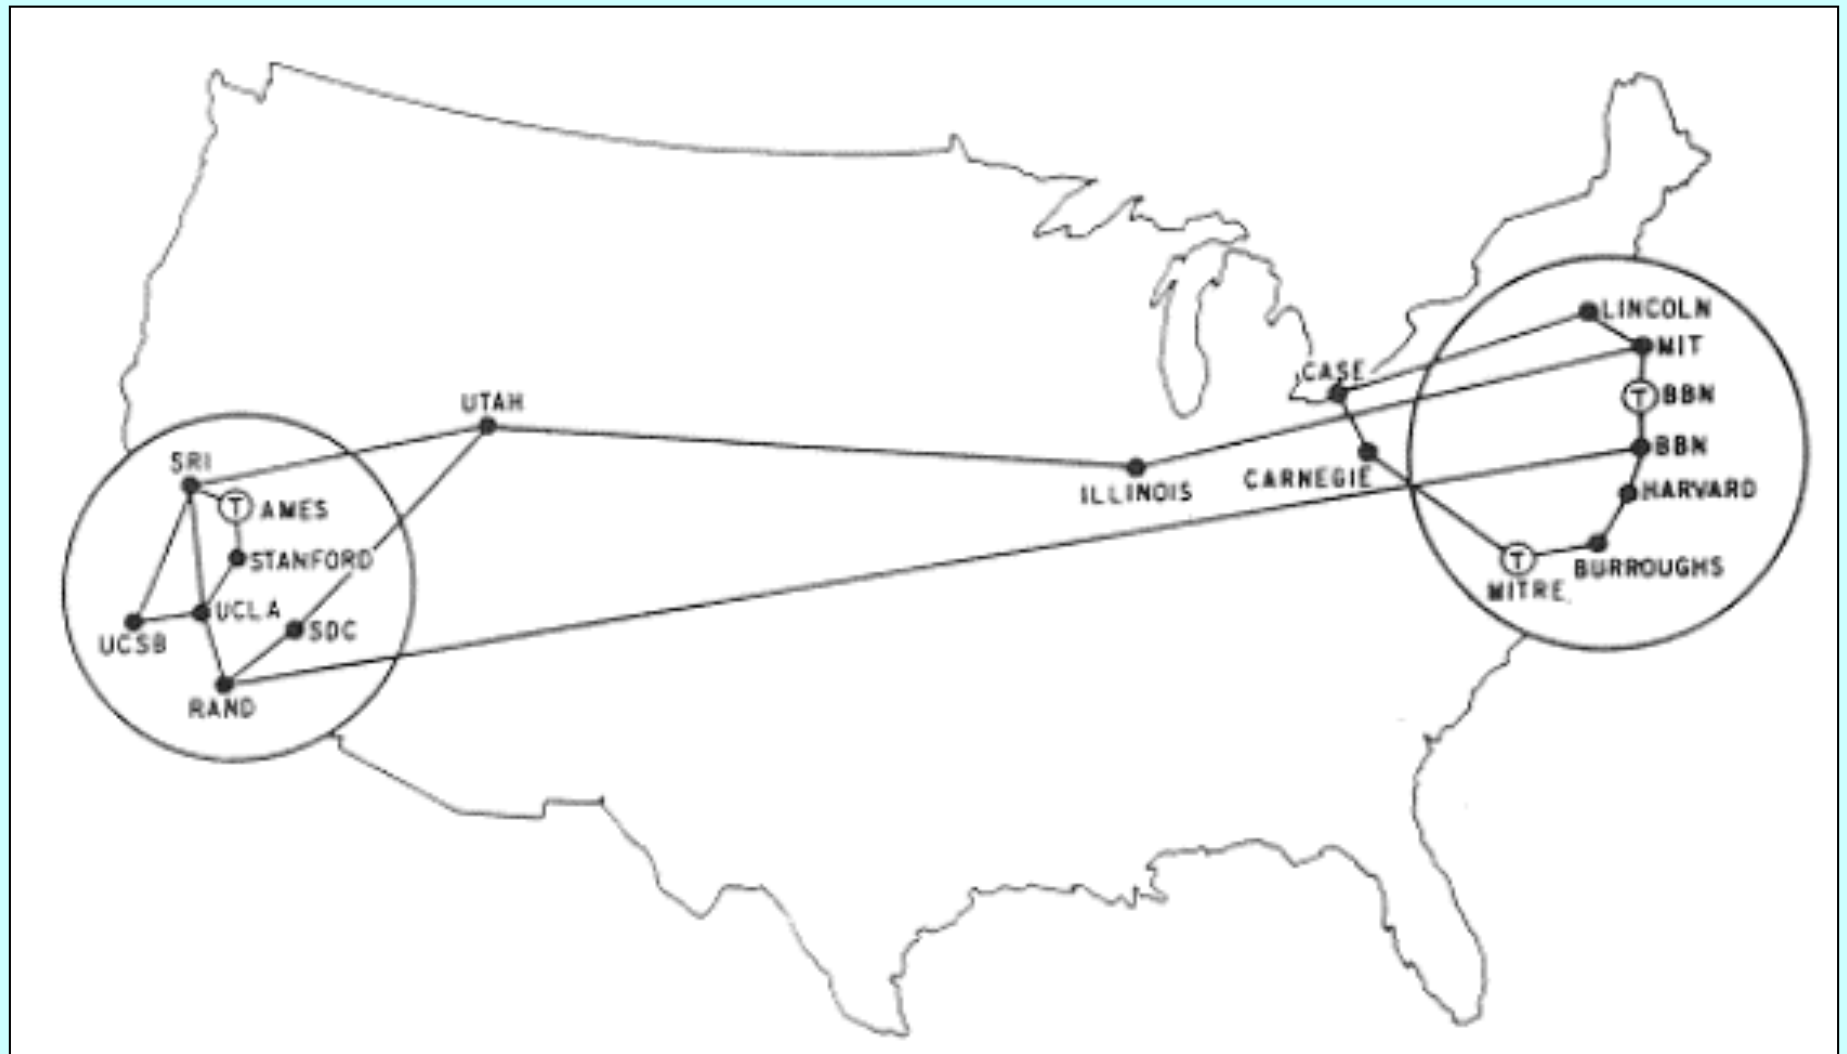 LINCOLN
MIT
CASE
T BBN
UTAH
BBN
SRI
CARNEGIE
ILLINOIS
HARVARD
T AMES
STANFORD
T
BURROUGHS
MITRE
UCLA
SDC
UCSB
RAND